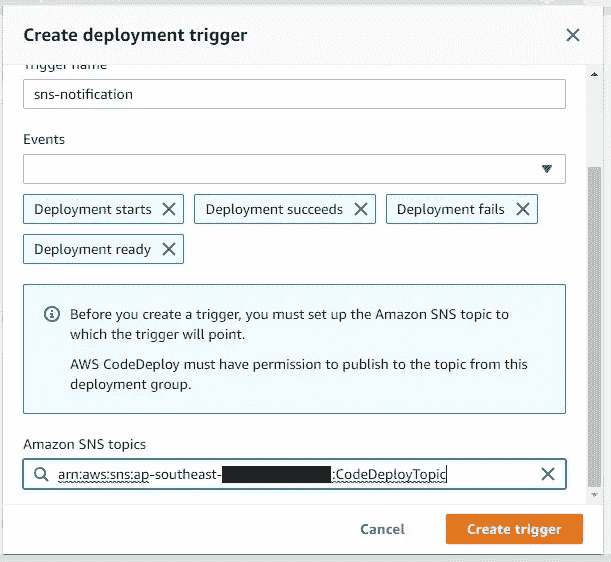 Create deployment trigger
Trigger name
sns-notification
Events
Deployment starts Deployment succeeds Deployment fails
Deployment ready
Before you create a trigger, you must set up the Amazon SNS topic to
which the trigger will point.
AWS CodeDeploy must have permission to publish to the topic from this
deployment group.
Amazon SNS topics
arn:aws:sns:ap-southeast- :CodeDeployTopic
Cancel Create trigger